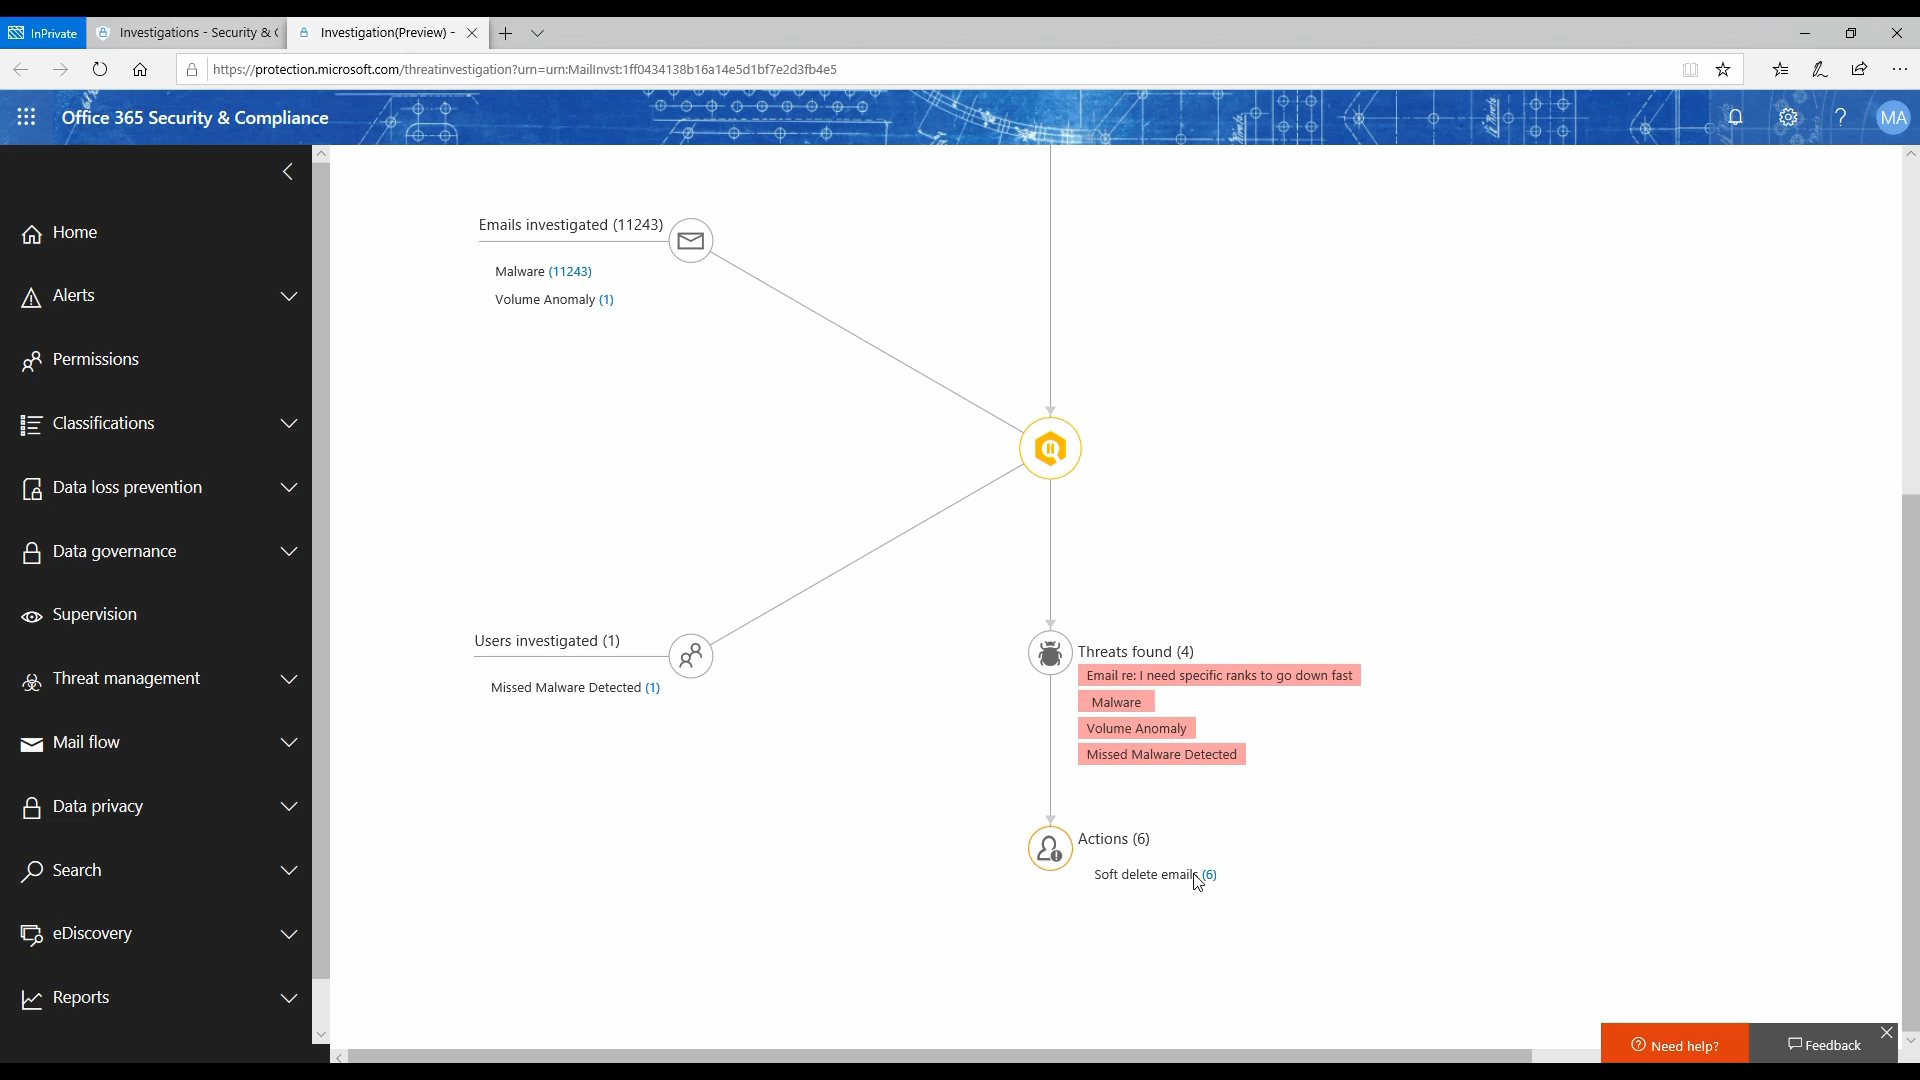 InPrivate
Investigations - Security & C
Investigation(Preview) -
https://protection.microsoft.com/threatinvestigation?urn=urn:MailInvst:1ff0434138b16a14e5d1bf7e2d3fb4e5
Office 365 Security & Compliance
MA
Home
Alerts
Permissions
Classifications
Data loss prevention
Data governance
Supervision
Threat management
Mail flow
Data privacy
Search
eDiscovery
Reports
Emails investigated (11243)
Malware (11243)
Volume Anomaly (1)
Users investigated (1)
Missed Malware Detected (1)
Threats found (4)
Email re: I need specific ranks to go down fast
Malware
Volume Anomaly
Missed Malware Detected
Actions (6)
Soft delete emails (6)
Need help?
Feedback